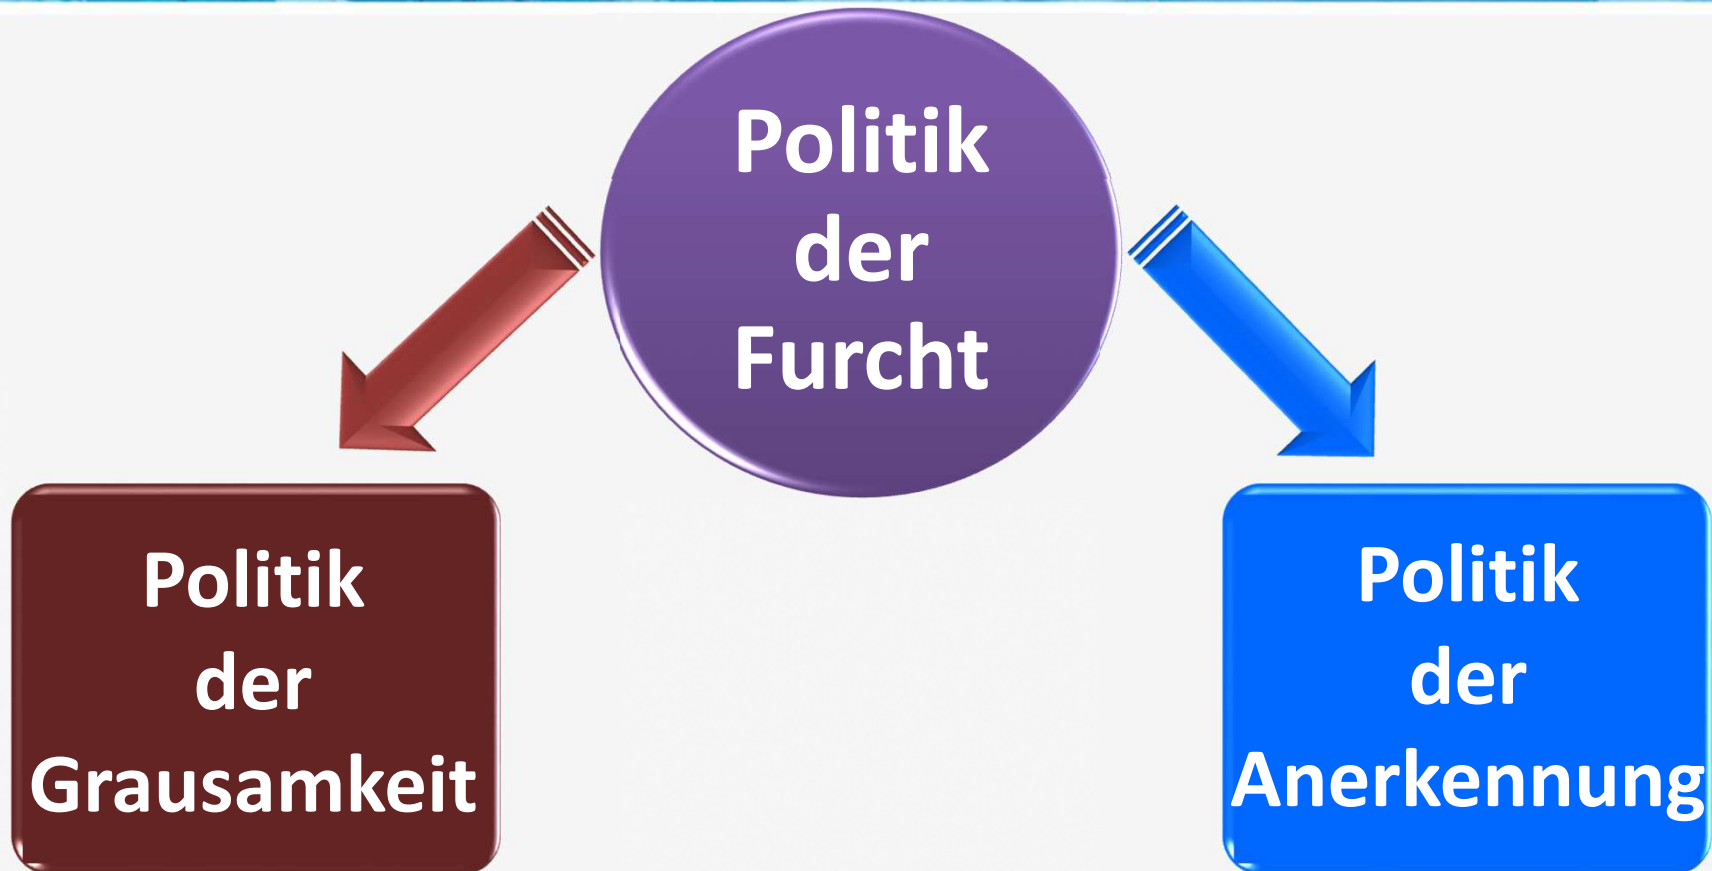 Politik
der
Furcht
Politik
der
Grausamkeit
Politik
der
Anerkennung